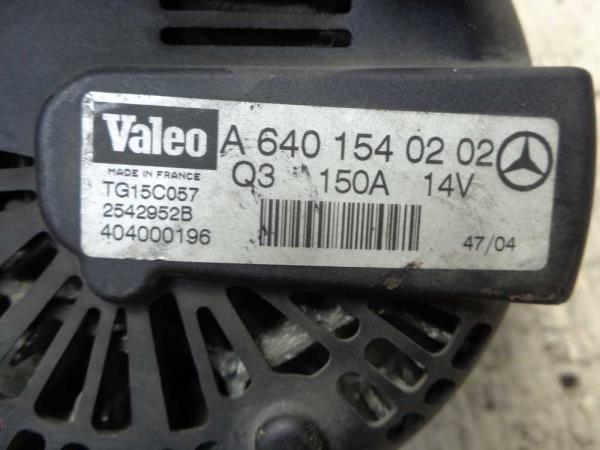 Valeo A 640 154 02 02
MADE IN FRANCE Q3 150A 14V
TG15C057
2542952B
404000196 47/04